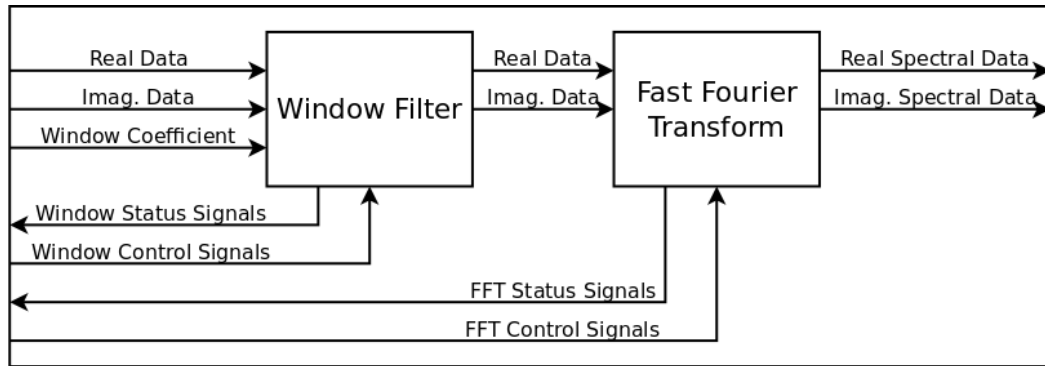 Real Data
Real Data
Real Spectral Data
Imag. Data
Imag. Data
Imag. Spectral Data
Window Coefficient
Window Filter
Fast Fourier
Transform
Window Status Signals
Window Control Signals
FFT Status Signals
FFT Control Signals